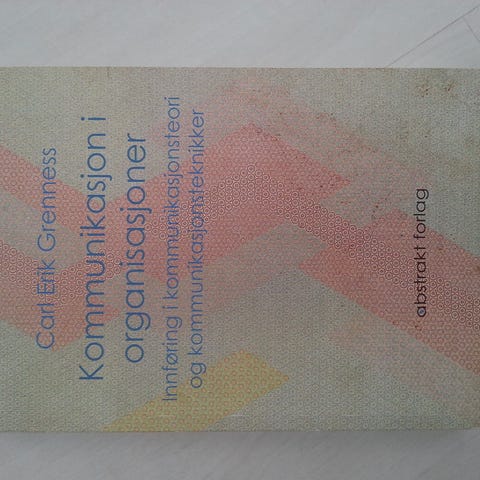 Carl Erik Grenness
Kommunikasjon i
organisasjoner
Innføring i kommunikasjonsteori
og kommunikasjonsteknikker
abstrakt forlag